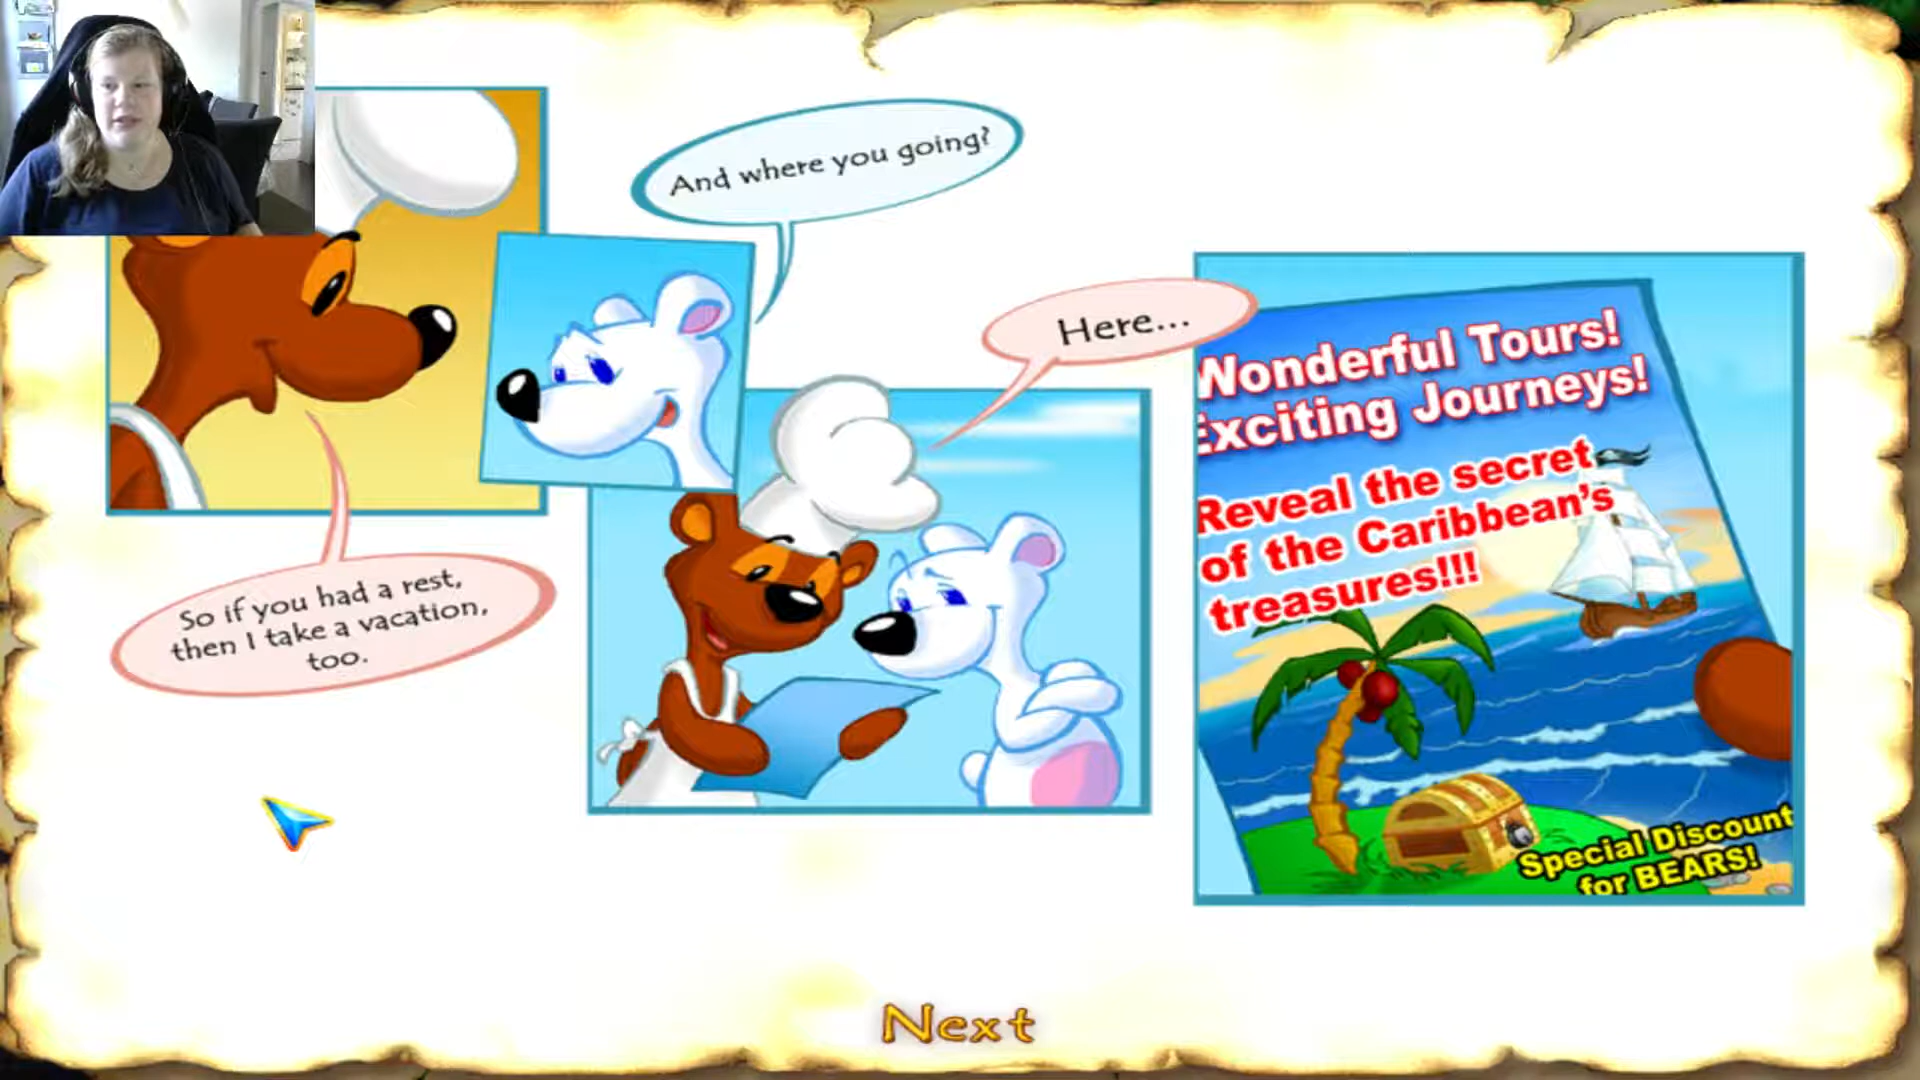 So if you had a rest,
then I take a vacation,
too.
And where you going?
Here...
Wonderful Tours!
Exciting Journeys!
Reveal the secret
of the Caribbean's
treasures!!!
Special Discount
for BEARS!
Next